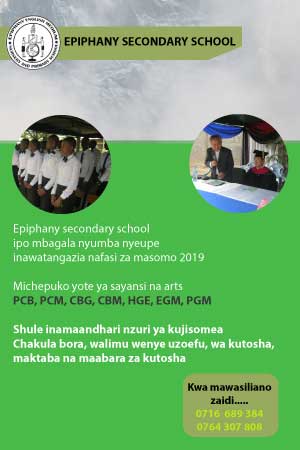 EPIPHANY SECONDARY SCHOOL
Epiphany secondary school
ipo mbagala nyumba nyeupe
inawatangazia nafasi za masomo 2019
Michepuko yote ya sayansi na arts
PCB, PCM, CBG, CBM, HGE, EGM, PGM
Shule inamaandhari nzuri ya kujisomea
Chakula bora, walimu wenye uzoefu, wa kutosha,
maktaba na maabara za kutosha
Kwa mawasiliano
zaidi.....
0716 689 384
0764 307 808